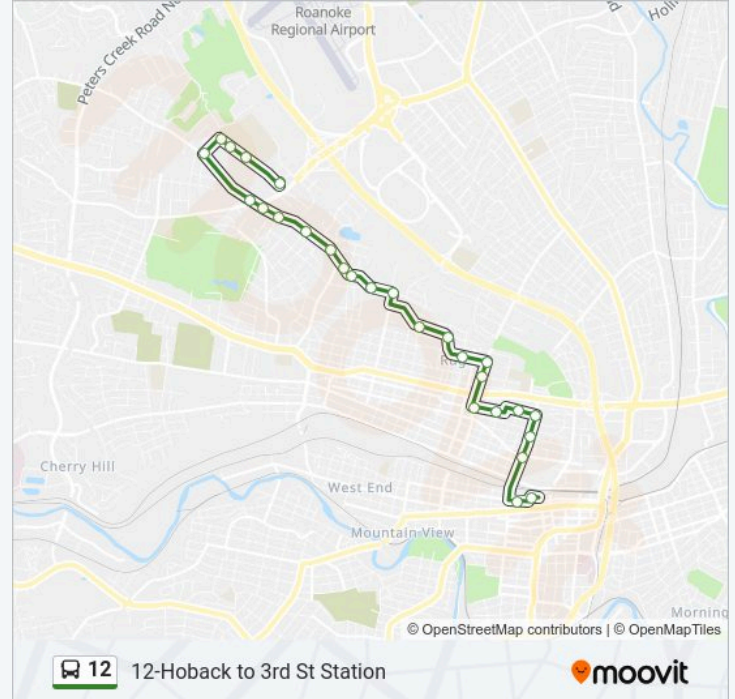 Roanoke
Regional Airport
Peters Creek Road N
Cherry Hill
West End
Mountain View
Morning
© OpenStreetMap contributors | © OpenMapTiles
12
12-Hoback to 3rd St Station
moovit